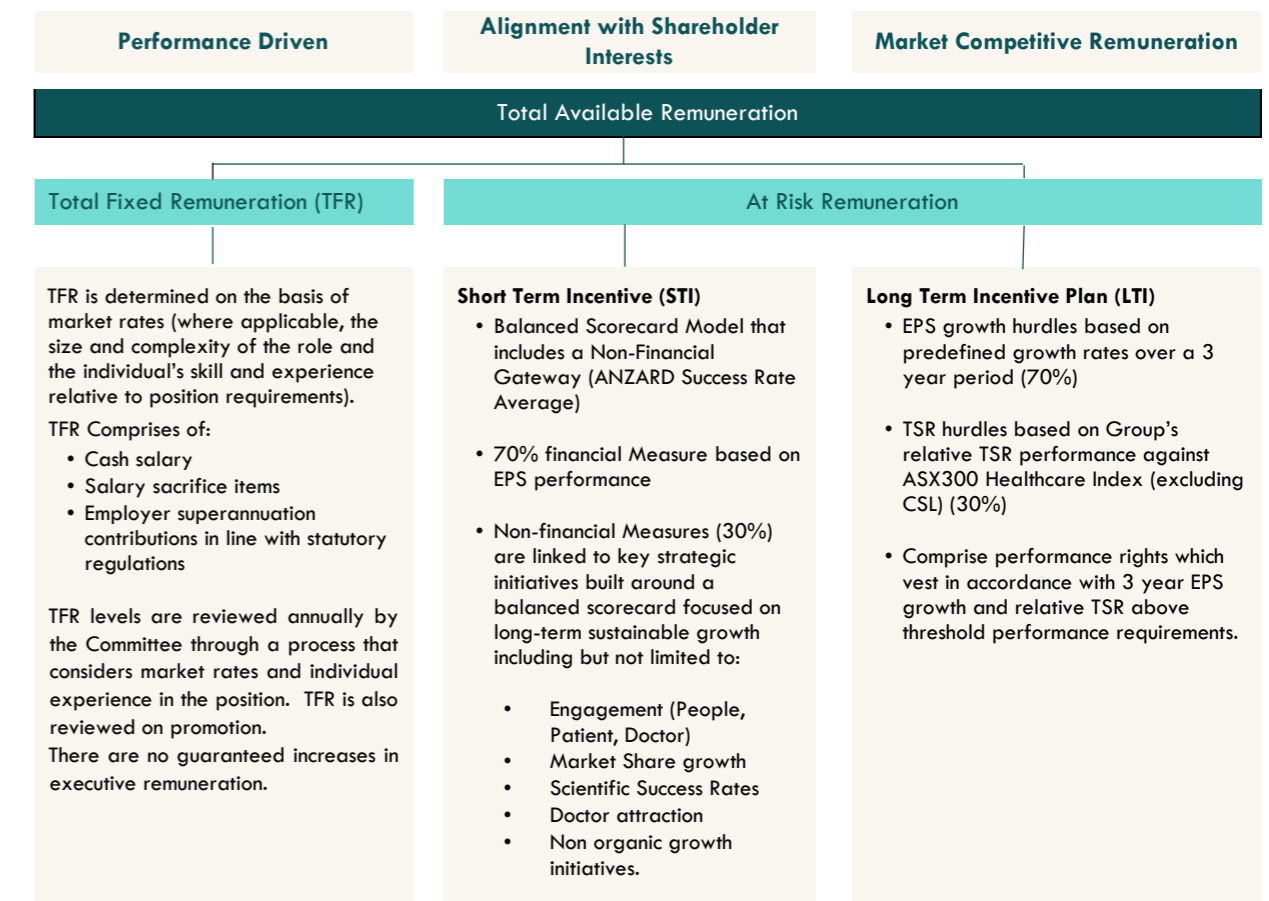 Performance Driven
Alignment with Shareholder
Interests
Market Competitive Remuneration
Total Available Remuneration
Total Fixed Remuneration (TFR)
At Risk Remuneration
TFR is determined on the basis of
market rates (where applicable, the
size and complexity of the role and
the individual's skill and experience
relative to position requirements).
TFR Comprises of:
• Cash salary
• Salary sacrifice items
• Employer superannuation
contributions in line with statutory
regulations
TFR levels are reviewed annually by
the Committee through a process that
considers market rates and individual
experience in the position. TFR is also
reviewed on promotion.
There are no guaranteed increases in
executive remuneration.
Short Term Incentive (STI)
• Balanced Scorecard Model that
includes a Non-Financial
Gateway (ANZARD Success Rate
Average)
• 70% financial Measure based on
EPS performance
• Non-financial Measures (30%)
are linked to key strategic
initiatives built around a
balanced scorecard focused on
long-term sustainable growth
including but not limited to:
• Engagement (People,
Patient, Doctor)
• Market Share growth
• Scientific Success Rates
• Doctor attraction
• Non organic growth
initiatives.
Long Term Incentive Plan (LTI)
• EPS growth hurdles based on
predefined growth rates over a 3
year period (70%)
• TSR hurdles based on Group's
relative TSR performance against
ASX300 Healthcare Index (excluding
CSL) (30%)
• Comprise performance rights which
vest in accordance with 3 year EPS
growth and relative TSR above
threshold performance requirements.